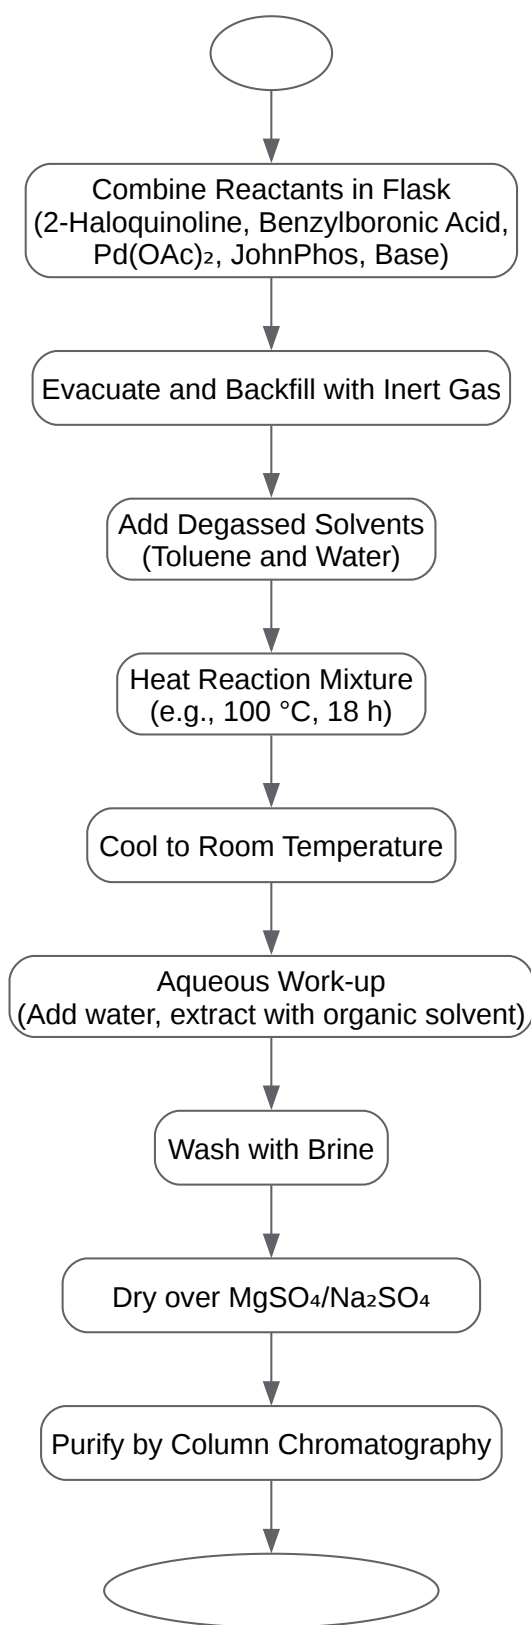 Combine Reactants in Flask
(2-Haloquinoline, Benzylboronic Acid,
Pd(OAc)₂, JohnPhos, Base)
Evacuate and Backfill with Inert Gas
Add Degassed Solvents
(Toluene and Water)
Heat Reaction Mixture
(e.g., 100 °C, 18 h)
Cool to Room Temperature
Aqueous Work-up
(Add water, extract with organic solvent)
Wash with Brine
Dry over MgSO₄/Na₂SO₄
Purify by Column Chromatography